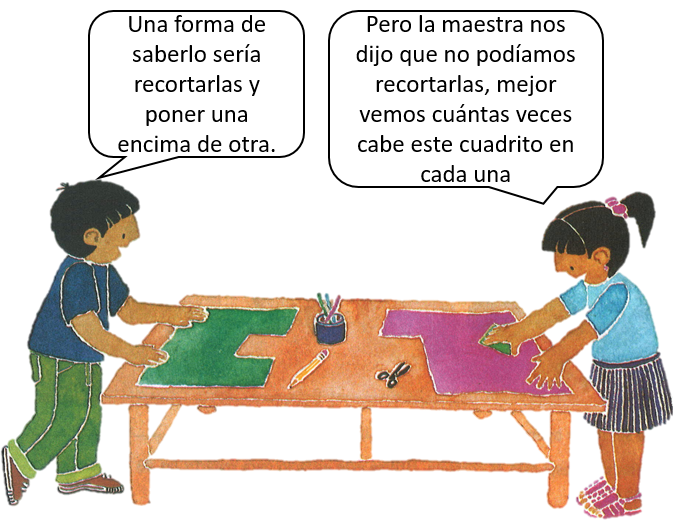 Una forma de
saberlo sería
recortarlas y
poner una
encima de otra.
Pero la maestra nos
dijo que no podíamos
recortarlas, mejor
vemos cuántas veces
cabe este cuadrito en
cada una